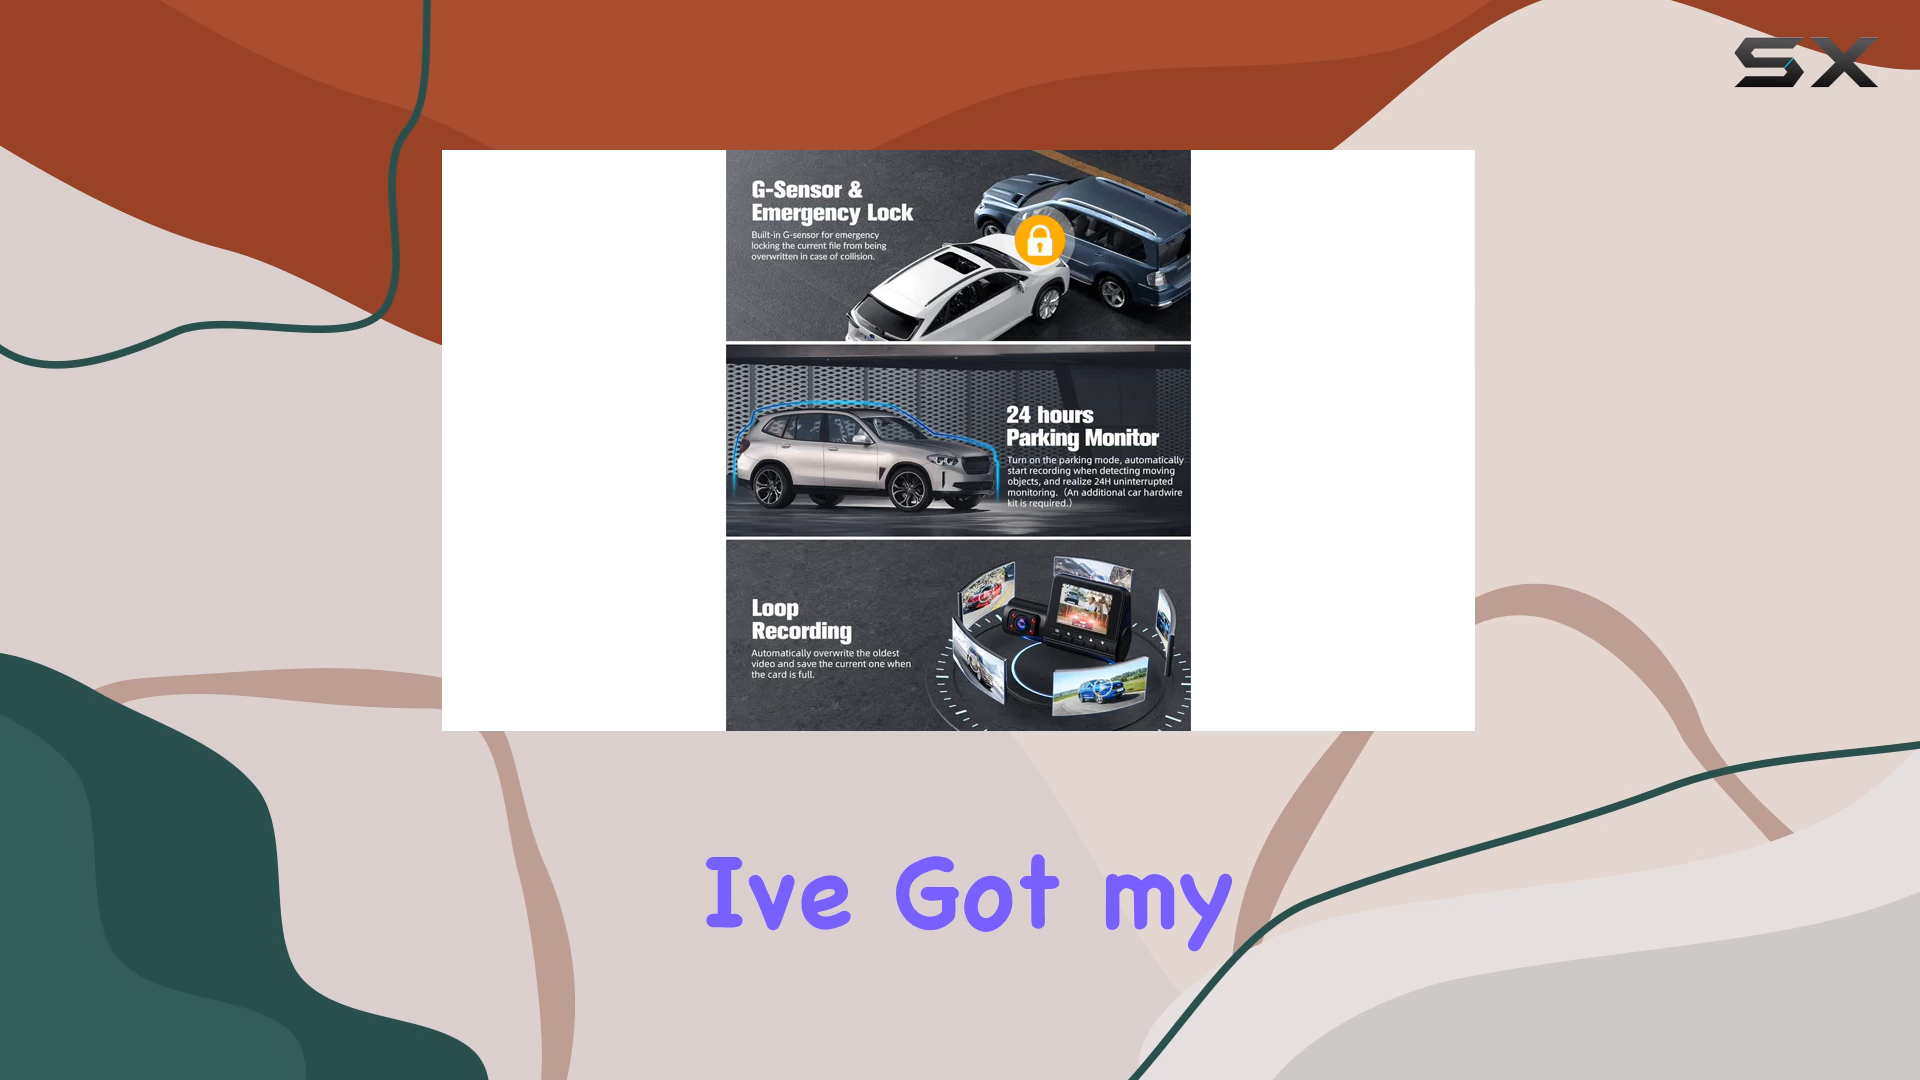 SX
G-Sensor &
Emergency Lock
Built-in G-sensor for emergency
locking the current file from being
overwritten in case of collision.
24 hours
Parking Monitor
Turn on the parking mode, automatically
start recording when detecting moving
objects, and realize 24H uninterrupted
monitoring.（An additional car hardwire
kit is required.）
Loop
Recording
Automatically overwrite the oldest
video and save the current one when
the card is full.
Ive Got my